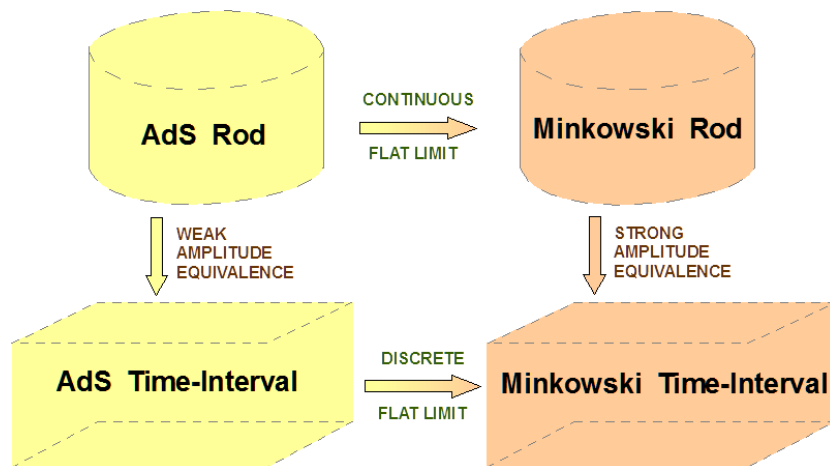 AdS Rod
CONTINUOUS
FLAT LIMIT
Minkowski Rod
WEAK
AMPLITUDE
EQUIVALENCE
STRONG
AMPLITUDE
EQUIVALENCE
AdS Time-Interval
DISCRETE
FLAT LIMIT
Minkowski Time-Interval